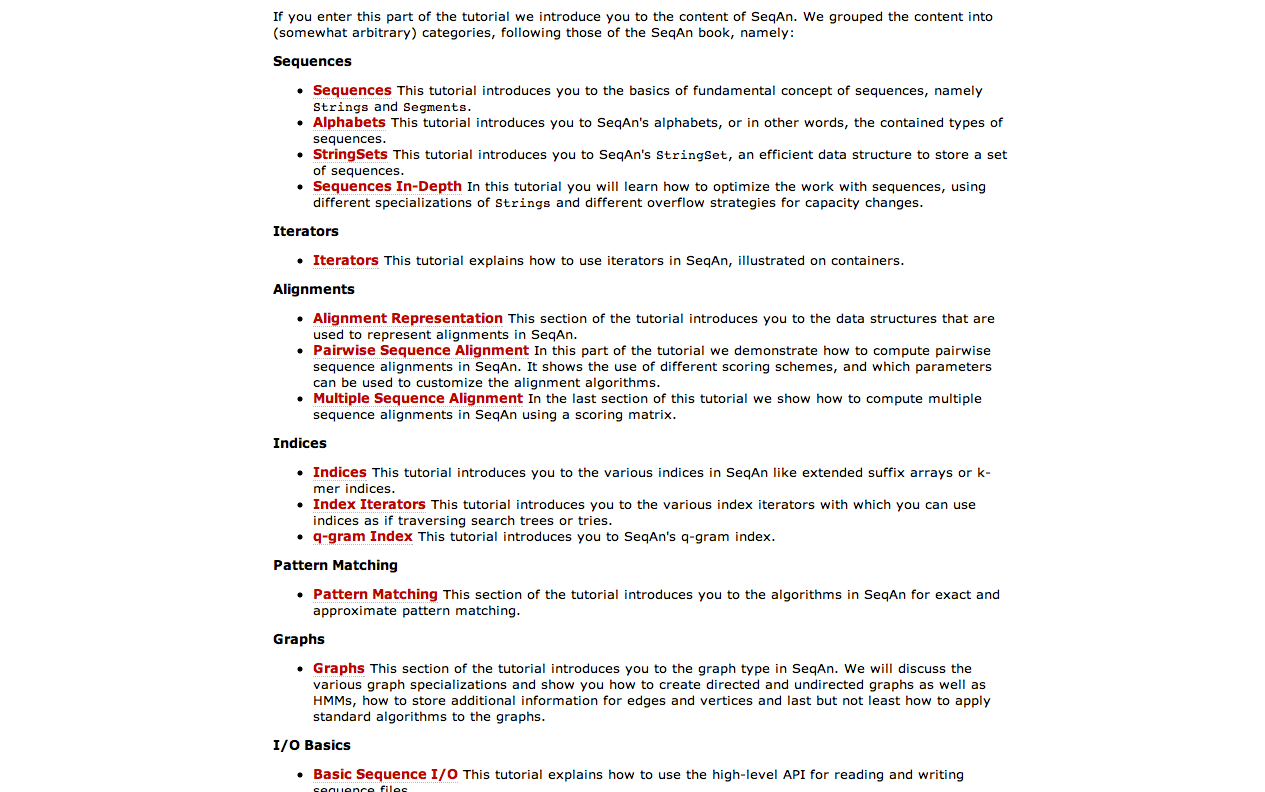 If you enter this part of the tutorial we introduce you to the content of SeqAn. We grouped the content into
(somewhat arbitrary) categories, following those of the SeqAn book, namely:
Sequences
• Sequences This tutorial introduces you to the basics of fundamental concept of sequences, namely
Strings and Segments.
• Alphabets This tutorial introduces you to SeqAn's alphabets, or in other words, the contained types of
sequences.
• StringSets This tutorial introduces you to SeqAn's StringSet, an efficient data structure to store a set
of sequences.
• Sequences In-Depth In this tutorial you will learn how to optimize the work with sequences, using
different specializations of Strings and different overflow strategies for capacity changes.
Iterators
• Iterators This tutorial explains how to use iterators in SeqAn, illustrated on containers.
Alignments
• Alignment Representation This section of the tutorial introduces you to the data structures that are
used to represent alignments in SeqAn.
• Pairwise Sequence Alignment In this part of the tutorial we demonstrate how to compute pairwise
sequence alignments in SeqAn. It shows the use of different scoring schemes, and which parameters
can be used to customize the alignment algorithms.
• Multiple Sequence Alignment In the last section of this tutorial we show how to compute multiple
sequence alignments in SeqAn using a scoring matrix.
Indices
• Indices This tutorial introduces you to the various indices in SeqAn like extended suffix arrays or k-
mer indices.
• Index Iterators This tutorial introduces you to the various index iterators with which you can use
indices as if traversing search trees or tries.
• q-gram Index This tutorial introduces you to SeqAn's q-gram index.
Pattern Matching
• Pattern Matching This section of the tutorial introduces you to the algorithms in SeqAn for exact and
approximate pattern matching.
Graphs
• Graphs This section of the tutorial introduces you to the graph type in SeqAn. We will discuss the
various graph specializations and show you how to create directed and undirected graphs as well as
HMMs, how to store additional information for edges and vertices and last but not least how to apply
standard algorithms to the graphs.
I/O Basics
• Basic Sequence I/O This tutorial explains how to use the high-level API for reading and writing
sequence files.